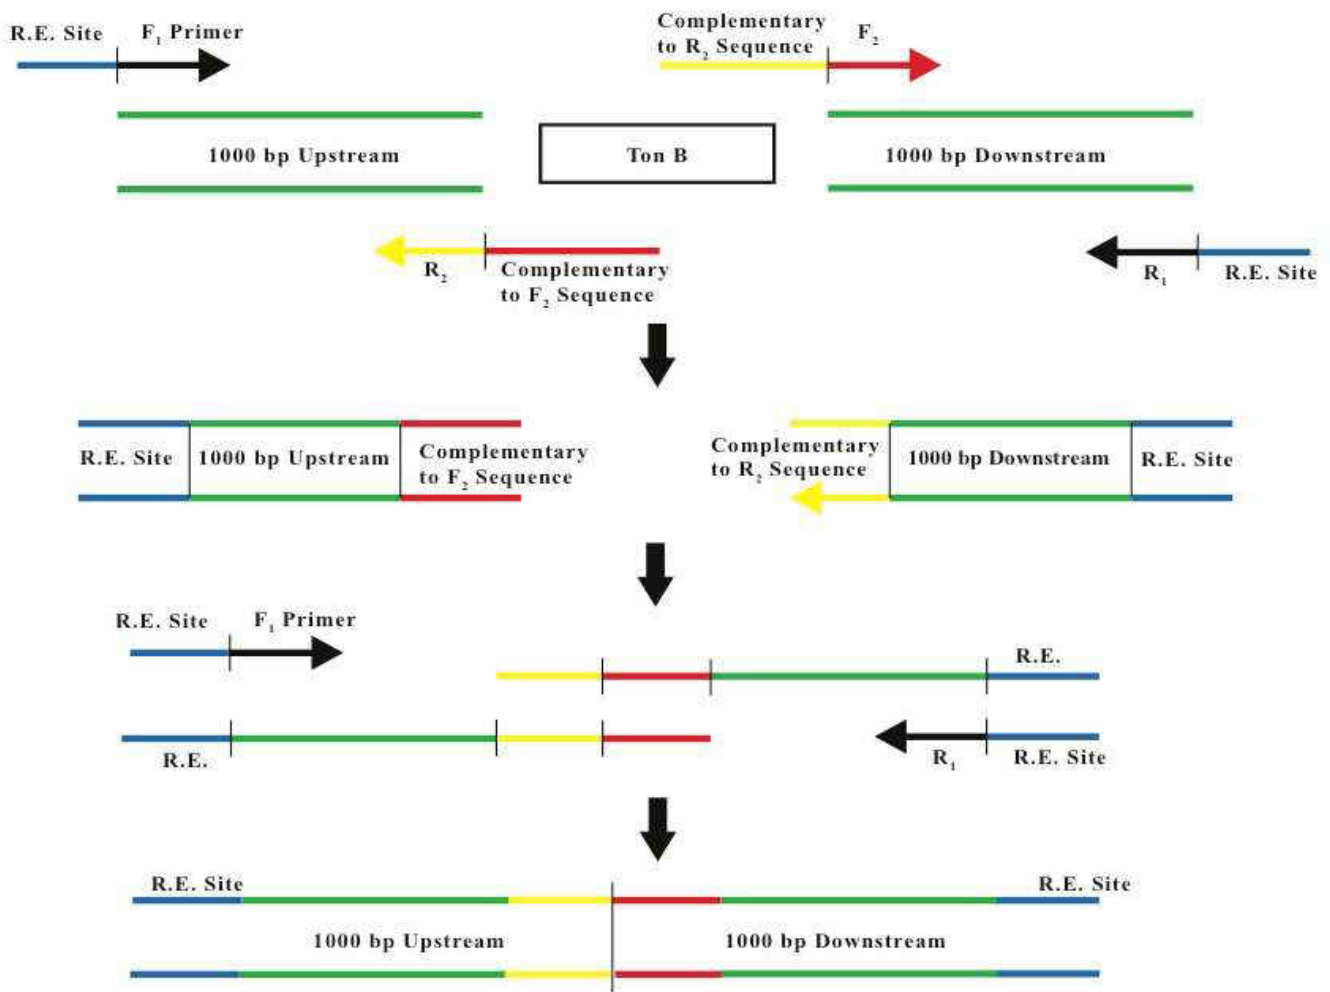 R.E. Site
F1 Primer
Complementary
to R2 Sequence
F2
1000 bp Upstream
Ton B
1000 bp Downstream
R2
Complementary
to F2 Sequence
R1
R.E. Site
R.E. Site
1000 bp Upstream
Complementary
to F2 Sequence
Complementary
to R2 Sequence
1000 bp Downstream
R.E. Site
R.E. Site
F1 Primer
R.E.
R.E.
R1
R.E. Site
R.E. Site
R.E. Site
1000 bp Upstream
1000 bp Downstream